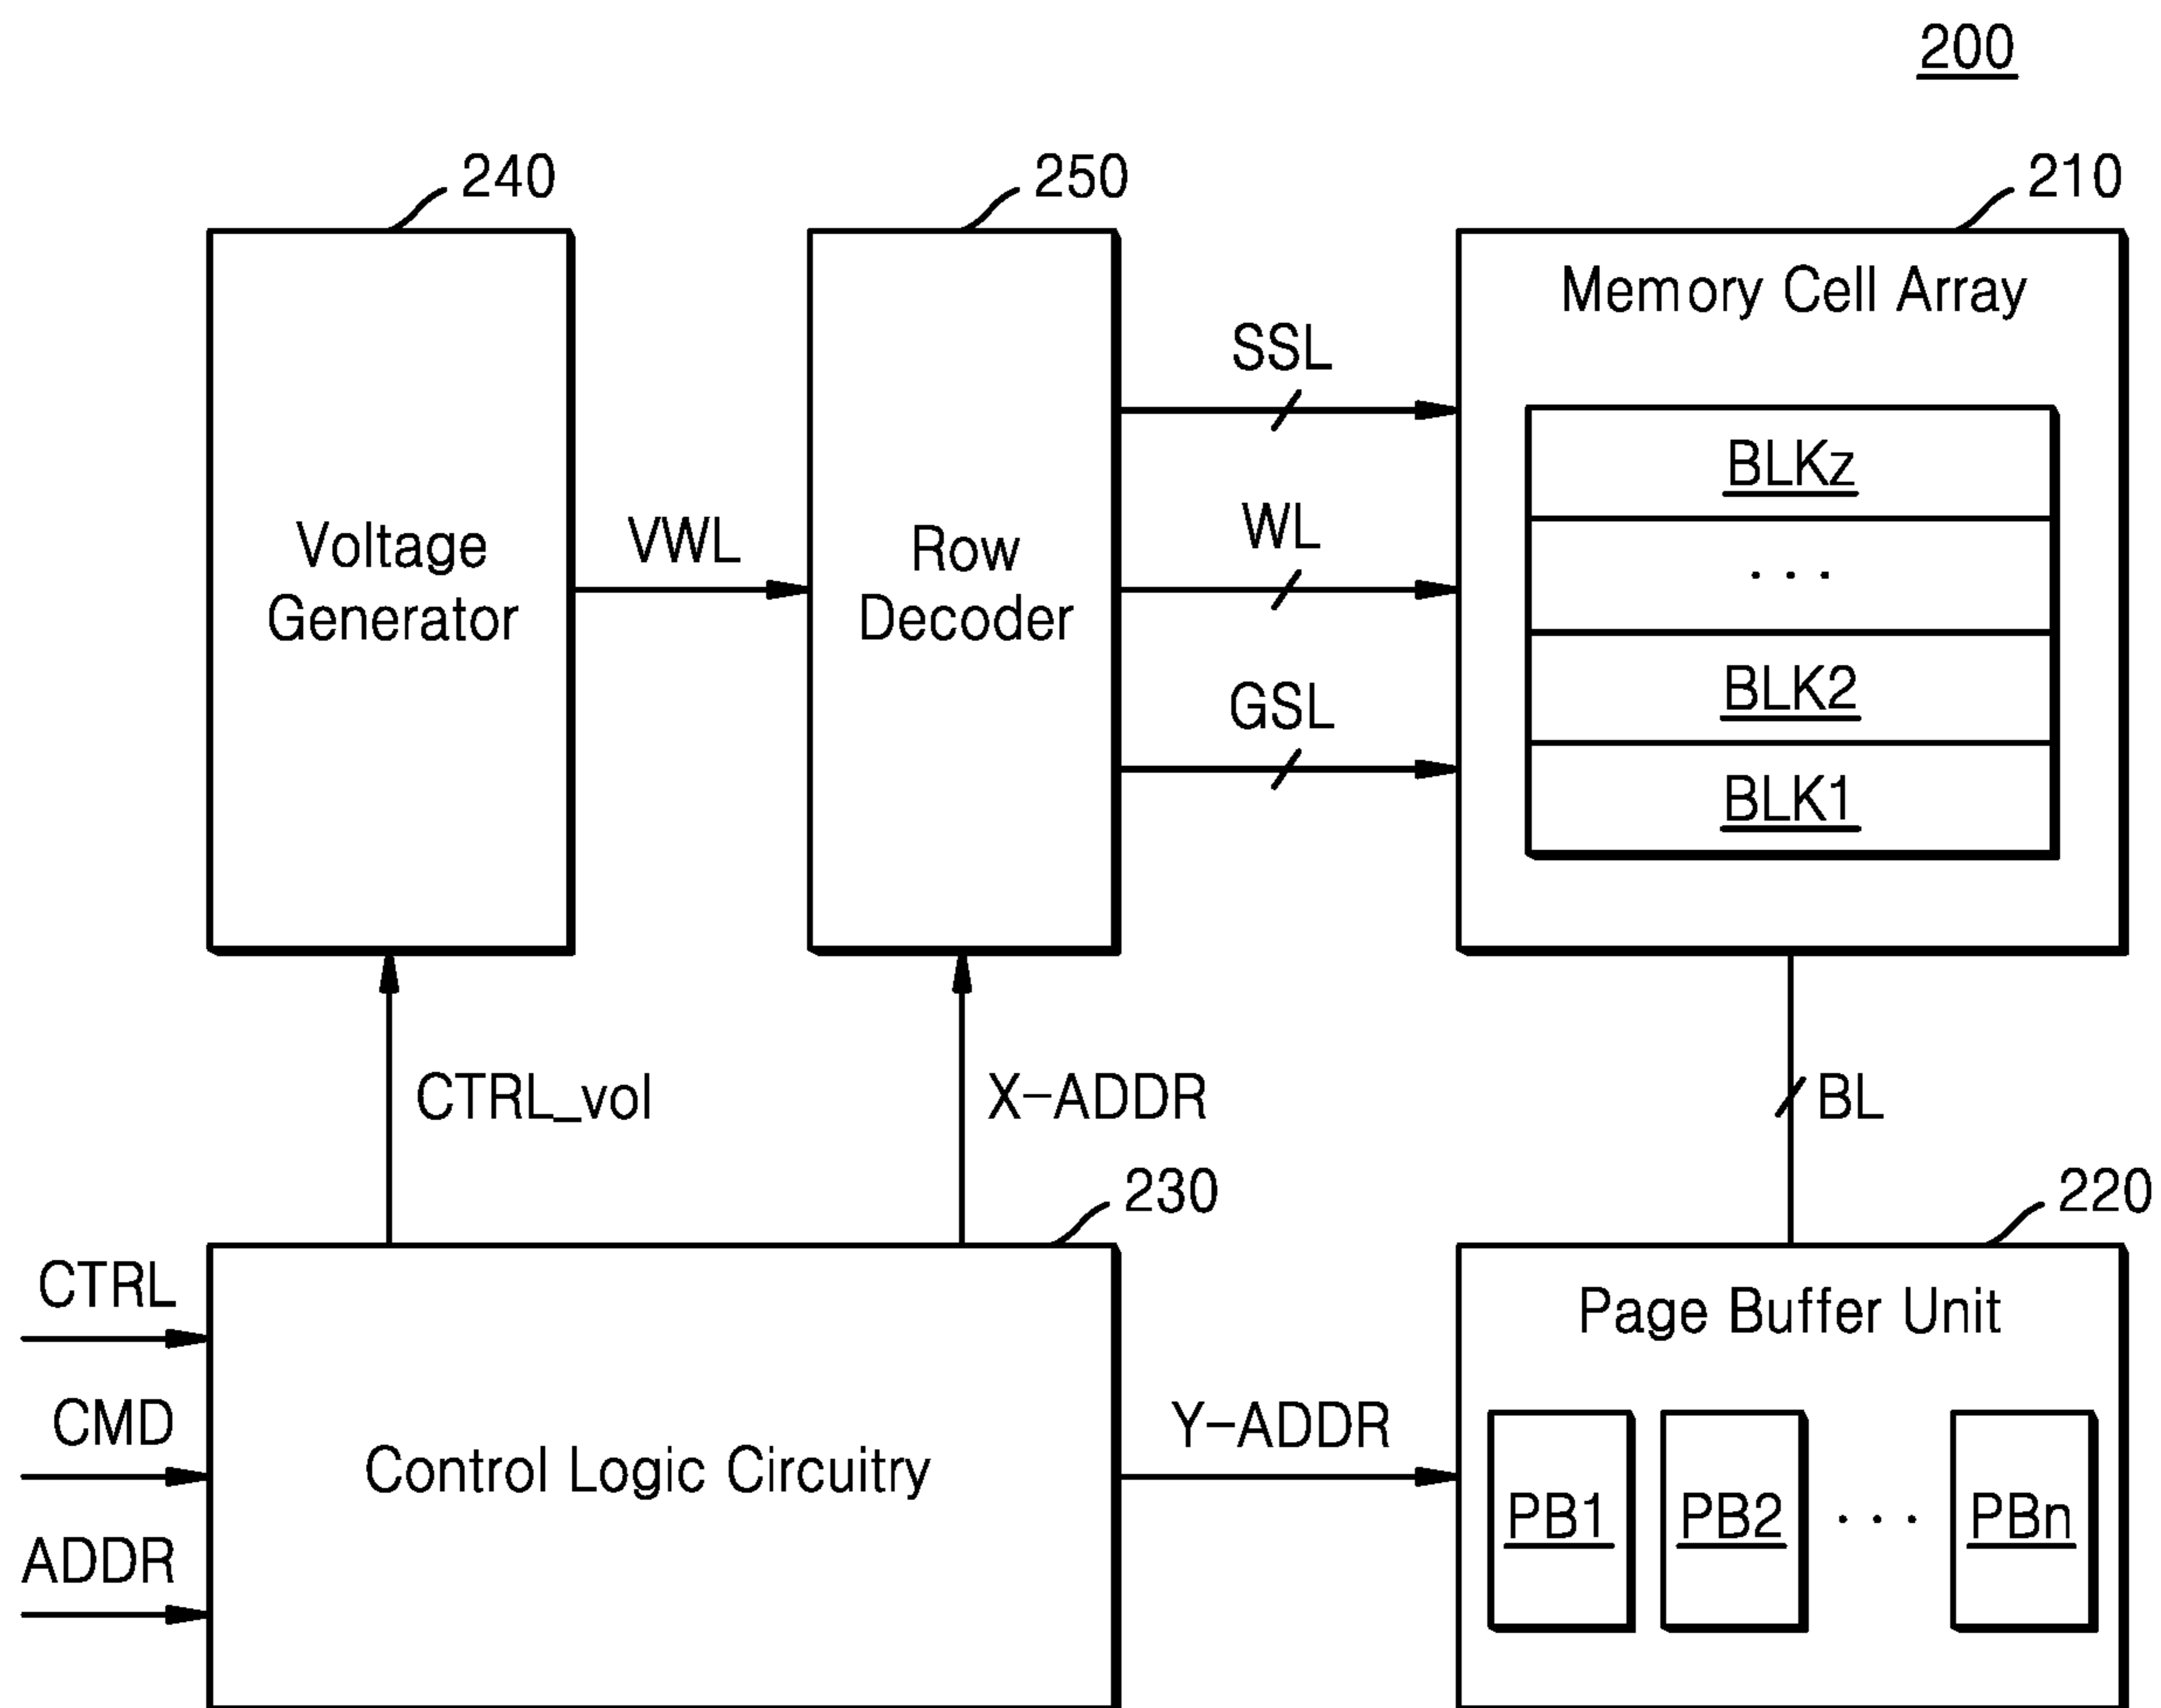 200
240
250
210
Voltage
Generator
VWL
Row
Decoder
SSL
WL
GSL
Memory Cell Array
BLKz
...
BLK2
BLK1
CTRL_vol
X-ADDR
BL
230
220
CTRL
CMD
ADDR
Control Logic Circuitry
Y-ADDR
Page Buffer Unit
PB1 PB2 ... PBn